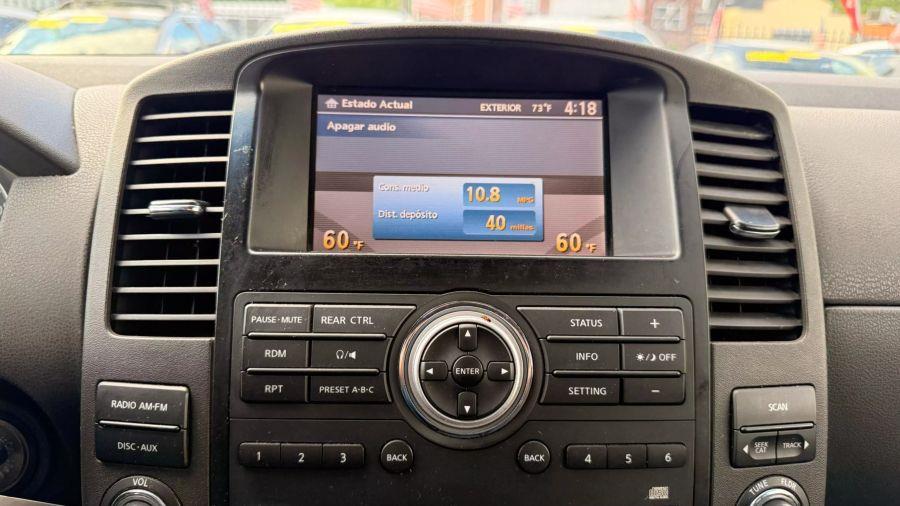 Estado Actual EXTERIOR 73°F 4:18
Apagar audio
Cons. medio 10.8 MPG
Dist. depósito 40 millas
60°F 60°F
PAUSE·MUTE REAR CTRL STATUS +
RDM INFO OFF
RPT PRESET A·B·C SETTING −
ENTER
RADIO AM·FM SCAN
DISC·AUX SEEK CAT TRACK
1 2 3 BACK BACK 4 5 6
VOL TUNE FLDR